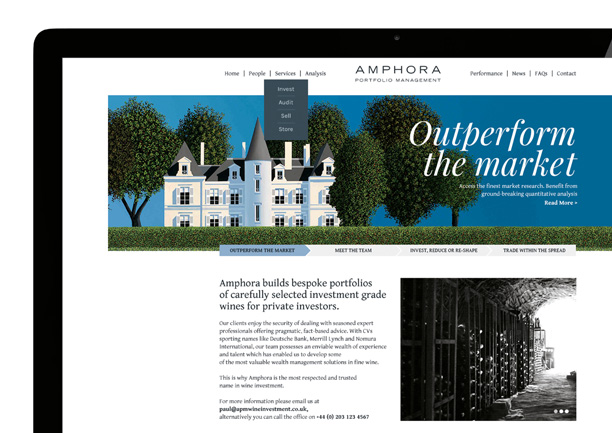 Home | People | Services | Analysis
AMPHORA
PORTFOLIO MANAGEMENT
Performance | News | FAQs | Contact
Invest
Audit
Sell
Store
Outperform
the market
Access the finest market research. Benefit from
ground-breaking quantitative analysis
Read More »
OUTPERFORM THE MARKET
MEET THE TEAM
INVEST, REDUCE OR RE-SHAPE
TRADE WITHIN THE SPREAD
Amphora builds bespoke portfolios
of carefully selected investment grade
wines for private investors.
Our clients enjoy the security of dealing with seasoned expert
professionals offering pragmatic, fact-based advice. With CVs
sporting names like Deutsche Bank, Merrill Lynch and Nomura
International, our team possesses an enviable wealth of experience
and talent which has enabled us to develop some
of the most valuable wealth management solutions in fine wine.
This is why Amphora is the most respected and trusted
name in wine investment.
For more information please email us at
paul@apmwineinvestment.co.uk,
alternatively you can call the office on +44 (0) 203 123 4567